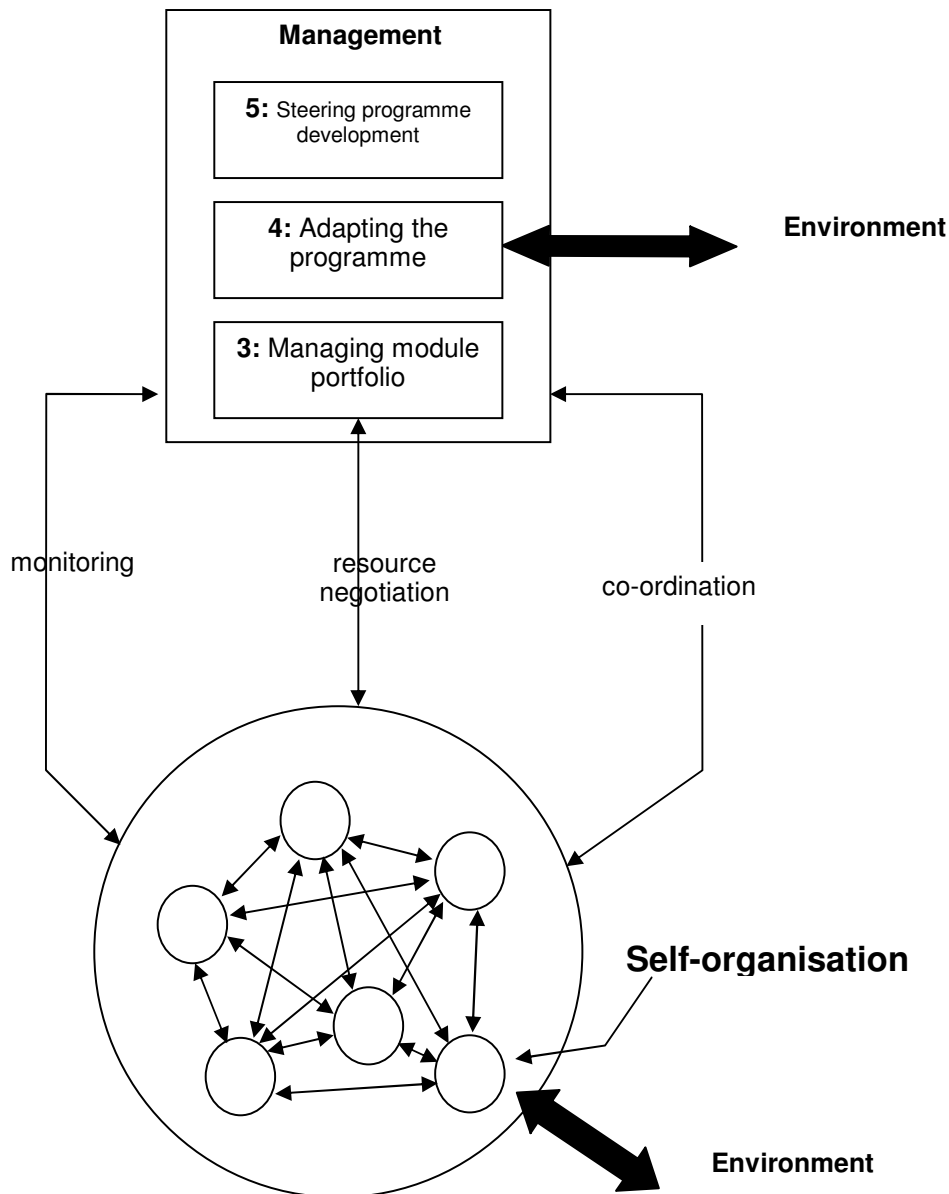 Management
5: Steering programme
development
4: Adapting the
programme
Environment
3: Managing module
portfolio
monitoring
resource
negotiation
co-ordination
Self-organisation
Environment